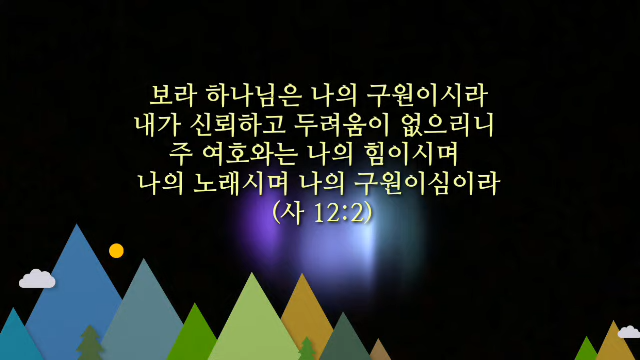 보라 하나님은 나의 구원이시라
내가 신뢰하고 두려움이 없으리니
주 여호와는 나의 힘이시며
나의 노래시며 나의 구원이심이라
(사 12:2)